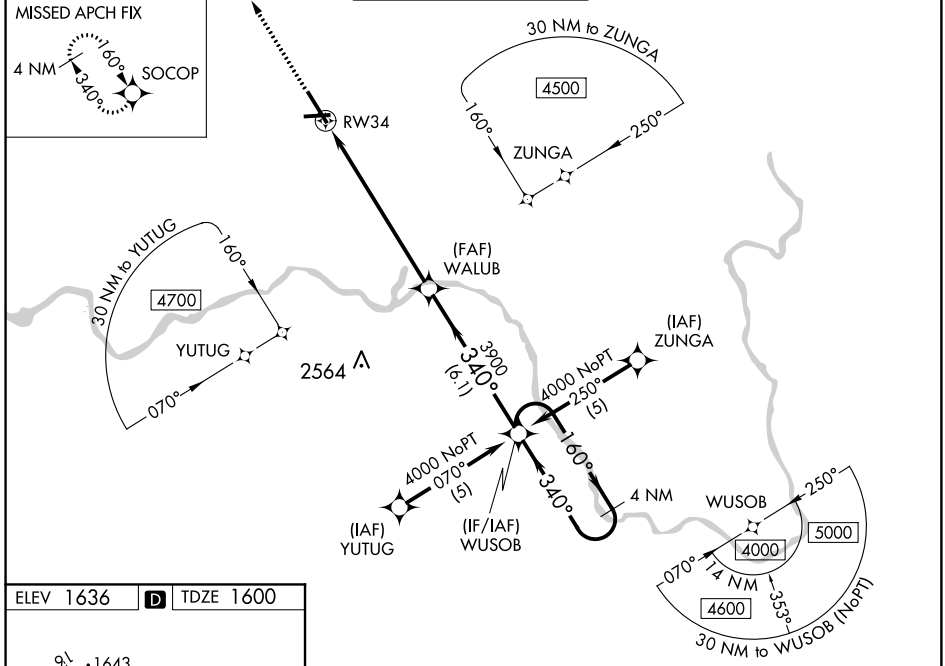 MISSED APCH FIX
4 NM
160°
340°
SOCOP
RW34
30 NM to ZUNGA
4500
160°
250°
ZUNGA
30 NM to YUTUG
160°
4700
YUTUG
070°
(FAF)
WALUB
2564
3900
340°
(6.1)
(IAF)
ZUNGA
4000 NoPT
250°
(5)
4000 NoPT
070°
(5)
160°
340°
4 NM
(IAF)
YUTUG
(IF/IAF)
WUSOB
WUSOB
250°
5000
4000
070°
14 NM
353°
4600
30 NM to WUSOB (NoPT)
ELEV 1636
D
TDZE 1600
1643